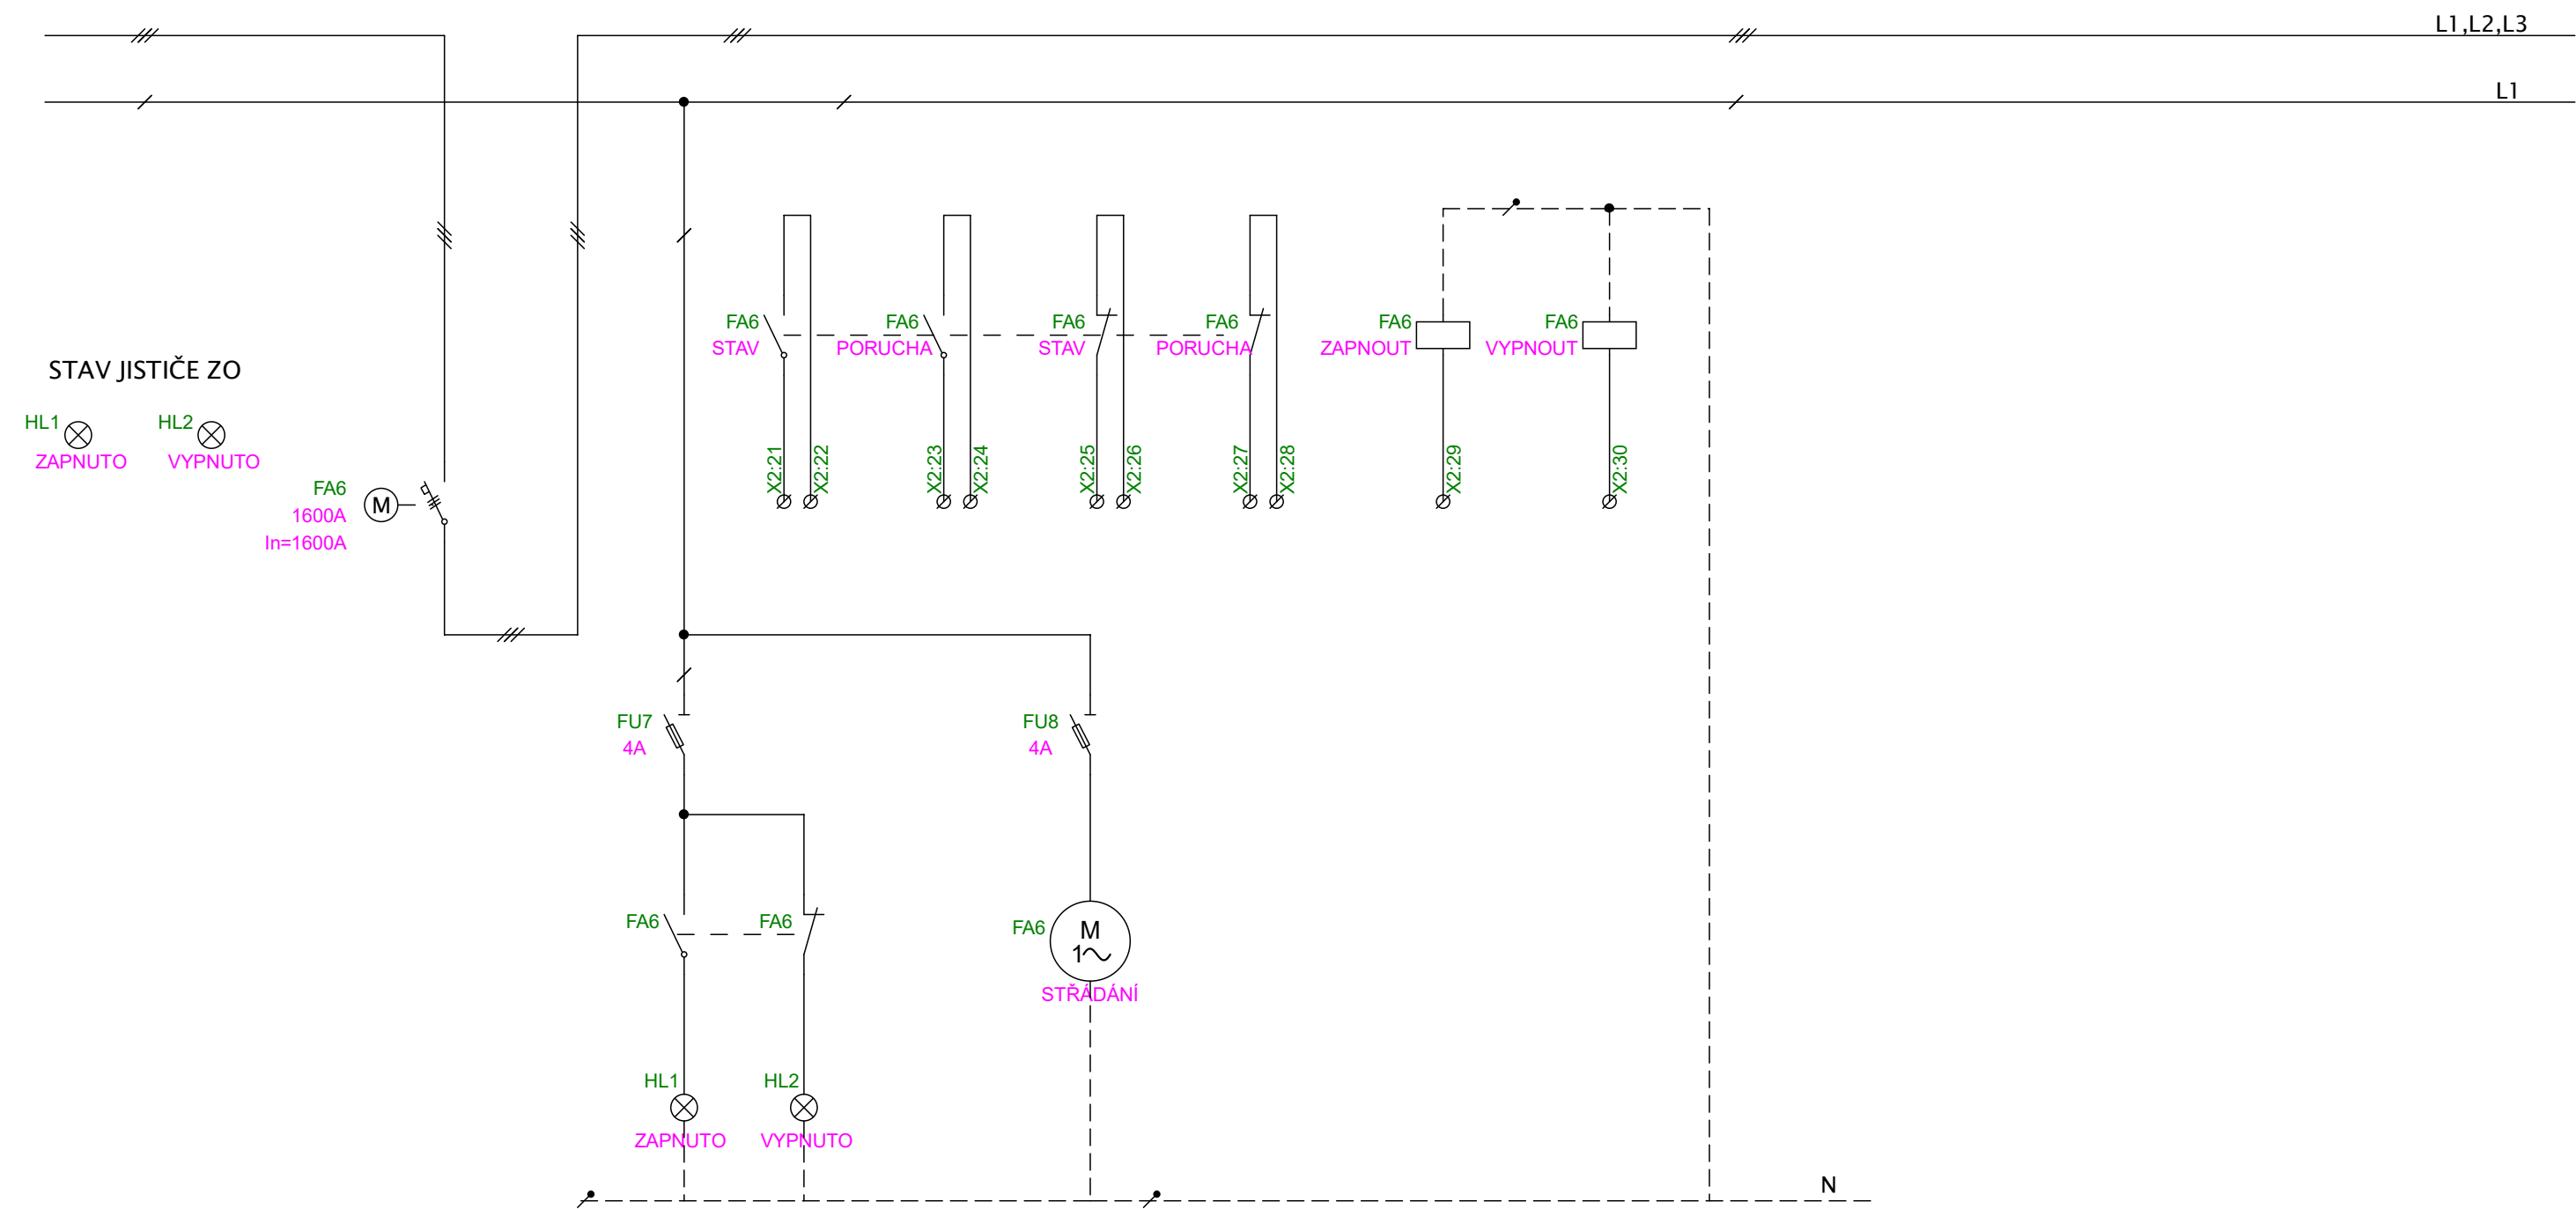 L1,L2,L3
L1
FA6
STAV
FA6
PORUCHA
FA6
STAV
FA6
PORUCHA
FA6
ZAPNOUT
FA6
VYPNOUT
STAV JISTIČE ZO
HL1
ZAPNUTO
HL2
VYPNUTO
X2:21
X2:22
X2:23
X2:24
X2:25
X2:26
X2:27
X2:28
X2:29
X2:30
FA6
1600A
In=1600A
M
FU7
4A
FU8
4A
FA6
FA6
FA6
M
1~
STŘÁDÁNÍ
HL1
ZAPNUTO
HL2
VYPNUTO
N